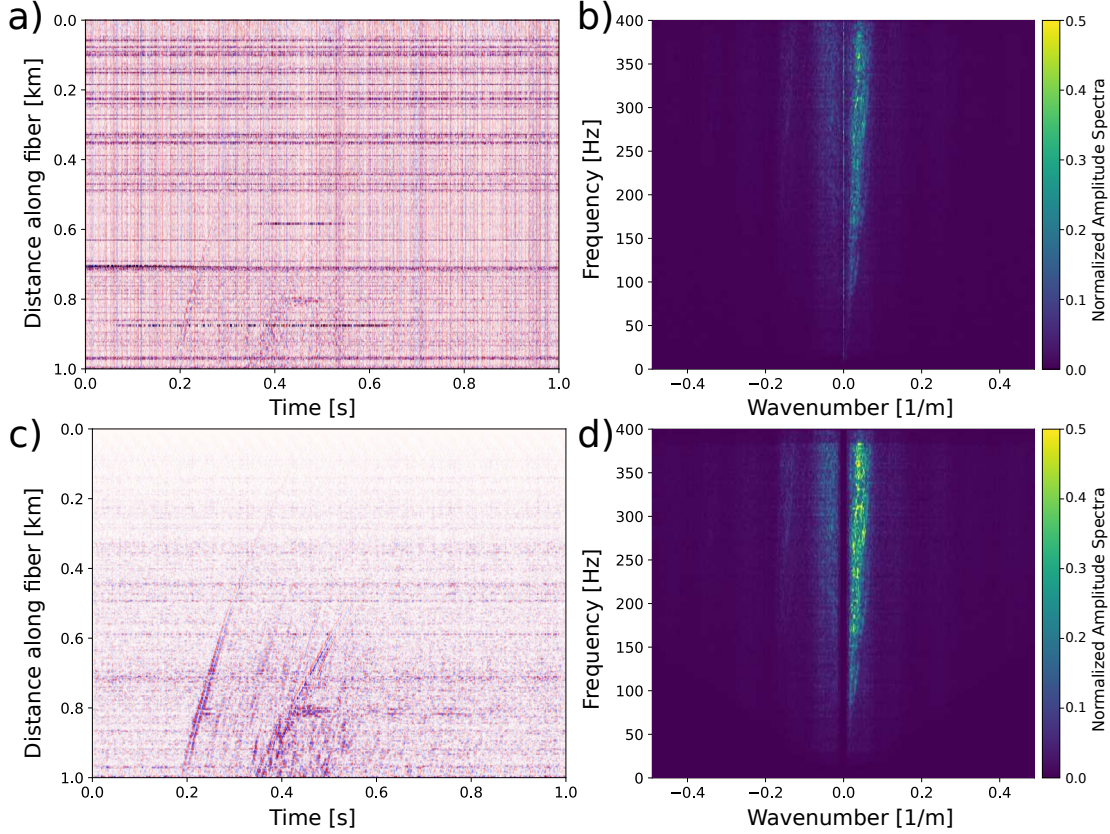 a)
0.0
0.2
0.4
0.6
0.8
1.0
Distance along fiber [km]
0.0 0.2 0.4 0.6 0.8 1.0
Time [s]
b)
400
350
300
250
200
150
100
50
0
Frequency [Hz]
−0.4 −0.2 0.0 0.2 0.4
Wavenumber [1/m]
0.5
0.4
0.3
0.2
0.1
0.0
Normalized Amplitude Spectra
c)
0.0
0.2
0.4
0.6
0.8
1.0
Distance along fiber [km]
0.0 0.2 0.4 0.6 0.8 1.0
Time [s]
d)
400
350
300
250
200
150
100
50
0
Frequency [Hz]
−0.4 −0.2 0.0 0.2 0.4
Wavenumber [1/m]
0.5
0.4
0.3
0.2
0.1
0.0
Normalized Amplitude Spectra